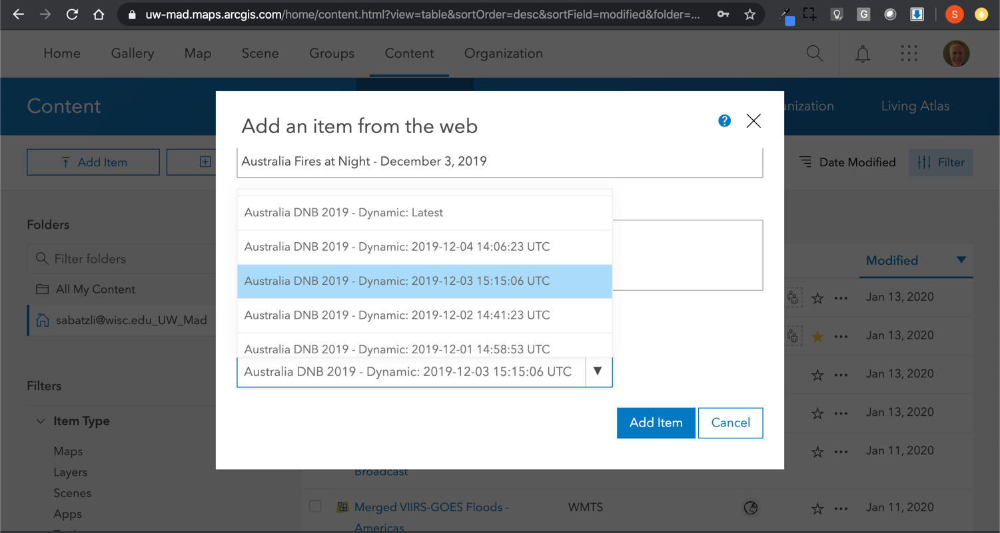 uw-mad.maps.arcgis.com/home/content.html?view=table&sortOrder=desc&sortField=modified&folder=...
G
S
Home Gallery Map Scene Groups Content Organization
Content
anization Living Atlas
Add an item from the web
?
Australia Fires at Night - December 3, 2019
Add Item
Date Modified
Filter
Australia DNB 2019 - Dynamic: Latest
Folders
Australia DNB 2019 - Dynamic: 2019-12-04 14:06:23 UTC
Filter folders
Modified
Australia DNB 2019 - Dynamic: 2019-12-03 15:15:06 UTC
All My Content
Jan 13, 2020
Australia DNB 2019 - Dynamic: 2019-12-02 14:41:23 UTC
sabatzli@wisc.edu_UW_Mad
Jan 13, 2020
Australia DNB 2019 - Dynamic: 2019-12-01 14:58:53 UTC
Australia DNB 2019 - Dynamic: 2019-12-03 15:15:06 UTC
Jan 13, 2020
Filters
Jan 13, 2020
Item Type
Add Item Cancel
Maps
Jan 11, 2020
Layers
Broadcast
Scenes
Merged VIIRS-GOES Floods -
WMTS
Jan 11, 2020
Apps
Americas